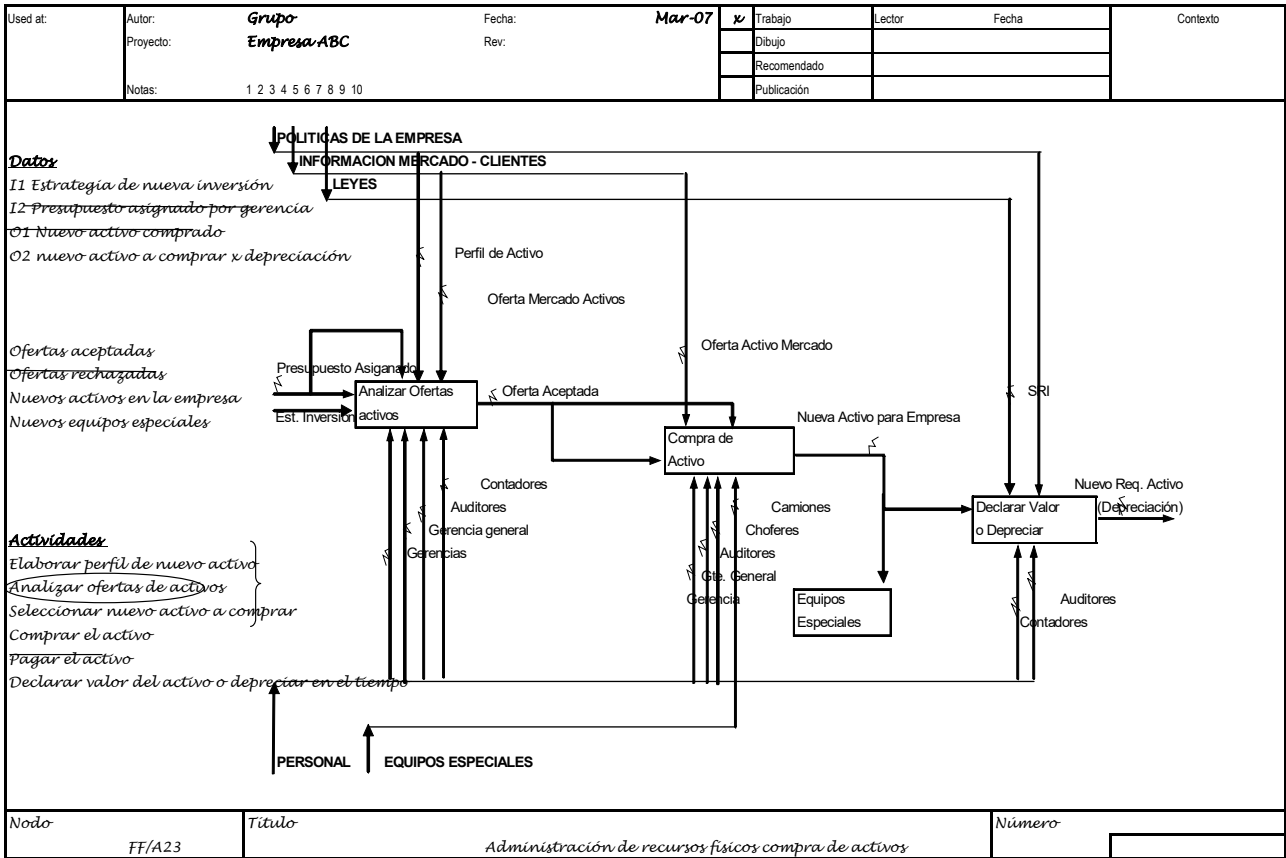 Used at:
Autor: Grupo Fecha: Mar-07 x Trabajo Lector Fecha Contexto
Proyecto: Empresa ABC Rev: Dibujo
Recomendado
Notas: 1 2 3 4 5 6 7 8 9 10 Publicación
POLITICAS DE LA EMPRESA
INFORMACION MERCADO - CLIENTES
LEYES
Datos
I1 Estrategia de nueva inversión
I2 Presupuesto asignado por gerencia
O1 Nuevo activo comprado
O2 nuevo activo a comprar x depreciación
Perfil de Activo
Oferta Mercado Activos
Oferta Activo Mercado
Ofertas aceptadas
Ofertas rechazadas
Nuevos activos en la empresa
Nuevos equipos especiales
Presupuesto Asiganado
Est. Inversión
Analizar Ofertas
activos
Oferta Aceptada
SRI
Nueva Activo para Empresa
Compra de
Activo
Nuevo Req. Activo
(Depreciación)
Declarar Valor
o Depreciar
Contadores
Auditores
Gerencia general
Gerencias
Camiones
Choferes
Auditores
Gte. General
Gerencia
Equipos
Especiales
Auditores
Contadores
Actividades
Elaborar perfil de nuevo activo
Analizar ofertas de activos
Seleccionar nuevo activo a comprar
Comprar el activo
Pagar el activo
Declarar valor del activo o depreciar en el tiempo
PERSONAL EQUIPOS ESPECIALES
Nodo Título Número
FF/A23 Administración de recursos fisicos compra de activos